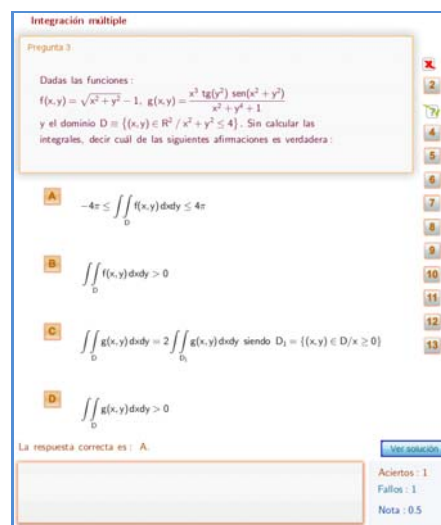 Integración múltiple
Pregunta 3
Dadas las funciones :
f(x,y) = √(x² + y²) − 1, g(x,y) = (x³ tg(y²) sen(x² + y²)) / (x² + y⁴ + 1)
y el dominio D ≡ {(x,y) ∈ R² / x² + y² ≤ 4}. Sin calcular las
integrales, decir cuál de las siguientes afirmaciones es verdadera :
A
−4π ≤ ∬_D f(x,y) dxdy ≤ 4π
B
∬_D f(x,y) dxdy > 0
C
∬_D g(x,y) dxdy = 2 ∬_D₁ g(x,y) dxdy siendo D₁ = {(x,y) ∈ D/x ≥ 0}
D
∬_D g(x,y) dxdy > 0
La respuesta correcta es : A.
Ver solución
Aciertos : 1
Fallos : 1
Nota : 0.5
2
4
5
6
7
8
9
10
11
12
13